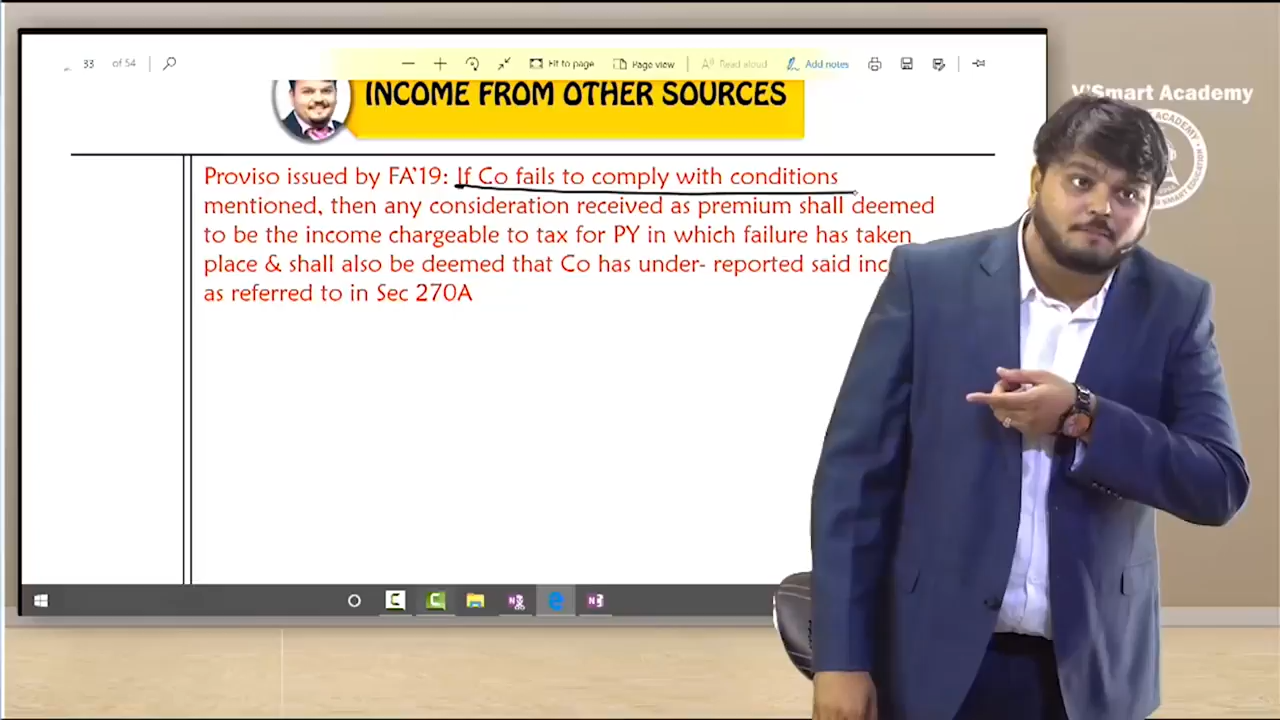 33 of 54
Fit to page
Page view
Read aloud
Add notes
INCOME FROM OTHER SOURCES
V'Smart Academy
Proviso issued by FA'19: If Co fails to comply with conditions
mentioned, then any consideration received as premium shall deemed
to be the income chargeable to tax for PY in which failure has taken
place & shall also be deemed that Co has under- reported said
as referred to in Sec 270A